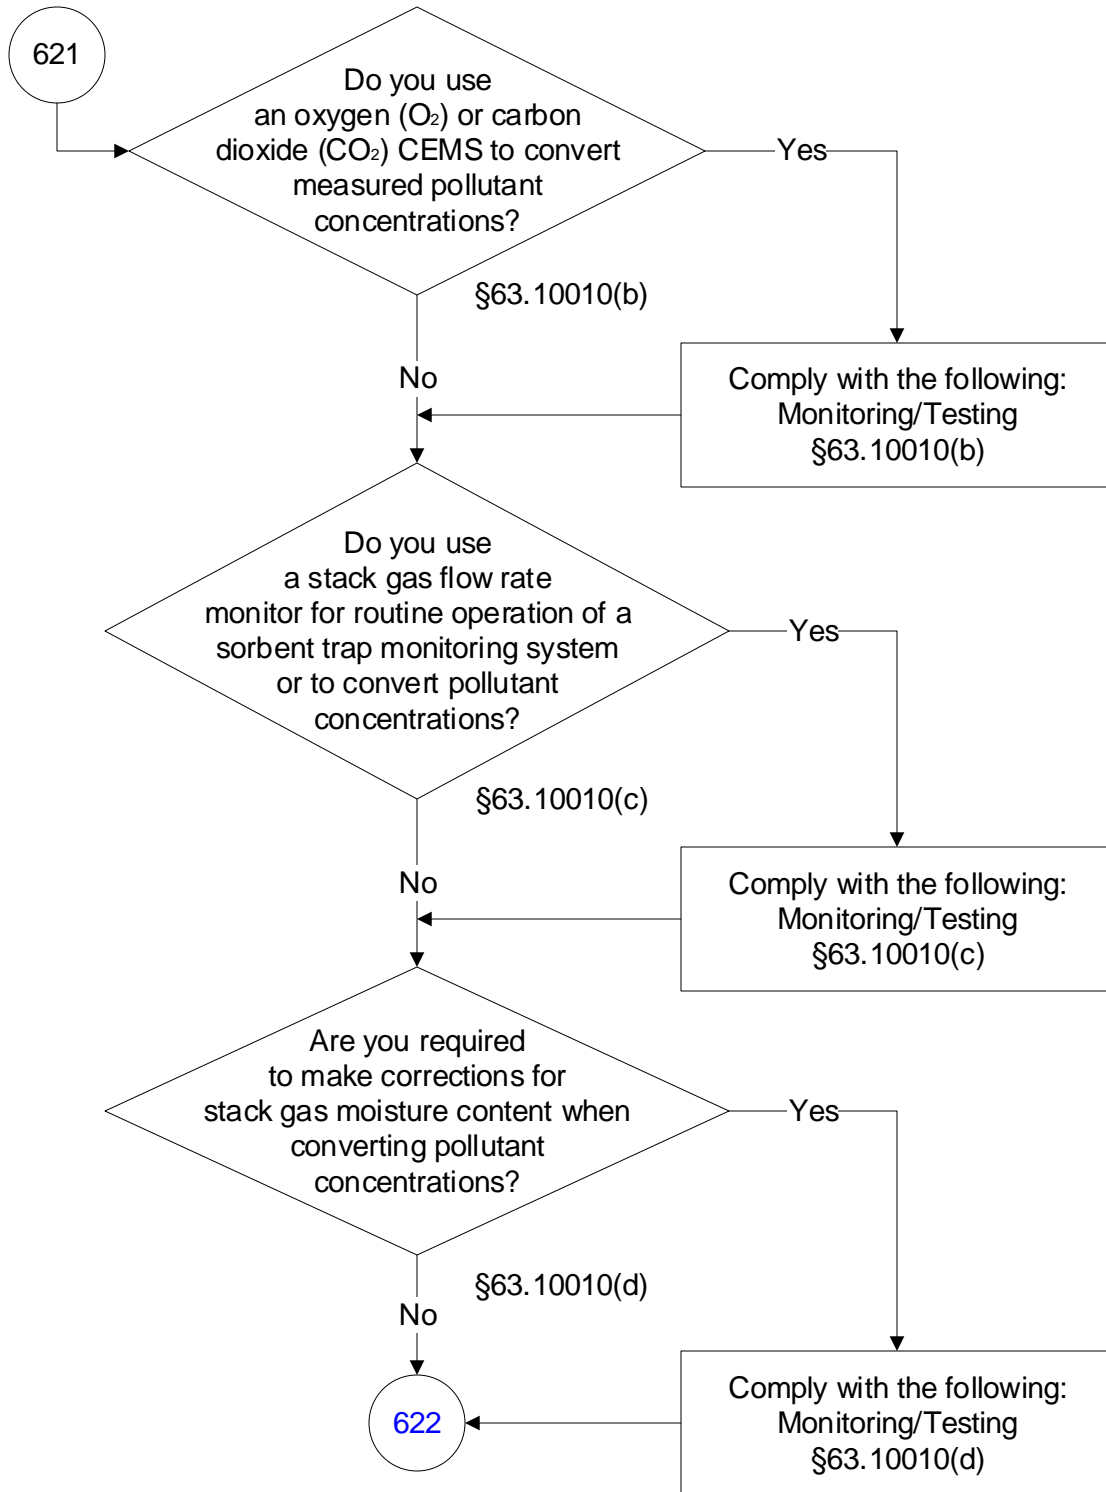 621
Do you use
an oxygen (O₂) or carbon
dioxide (CO₂) CEMS to convert
measured pollutant
concentrations?
Yes
§63.10010(b)
No
Comply with the following:
Monitoring/Testing
§63.10010(b)
Do you use
a stack gas flow rate
monitor for routine operation of a
sorbent trap monitoring system
or to convert pollutant
concentrations?
Yes
§63.10010(c)
No
Comply with the following:
Monitoring/Testing
§63.10010(c)
Are you required
to make corrections for
stack gas moisture content when
converting pollutant
concentrations?
Yes
§63.10010(d)
No
622
Comply with the following:
Monitoring/Testing
§63.10010(d)